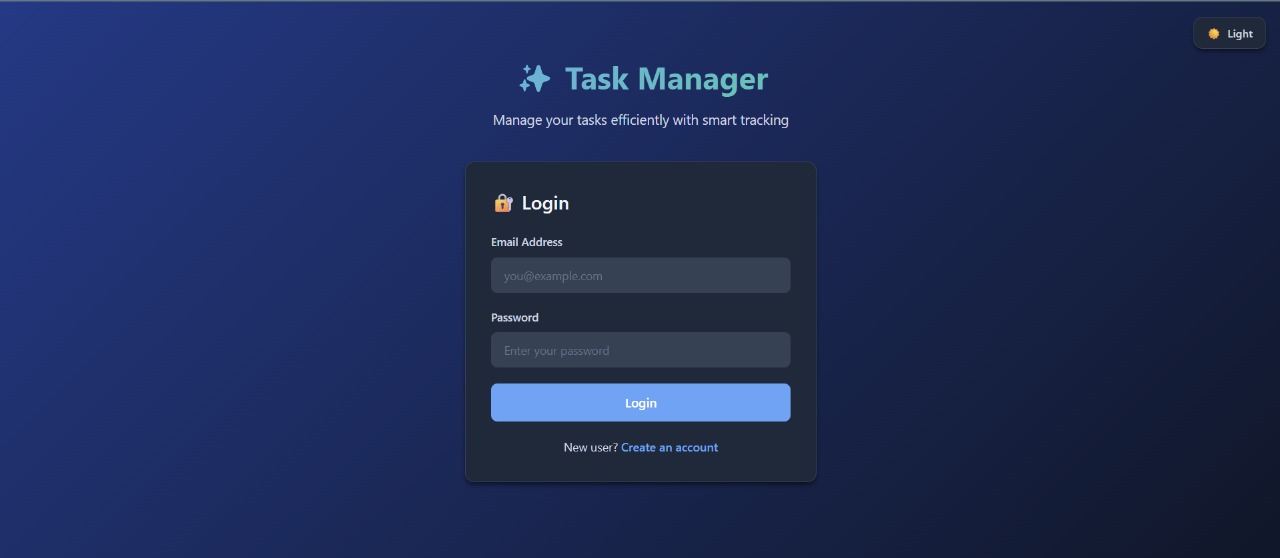 Light
Task Manager
Manage your tasks efficiently with smart tracking
Login
Email Address
you@example.com
Password
Enter your password
Login
New user? Create an account